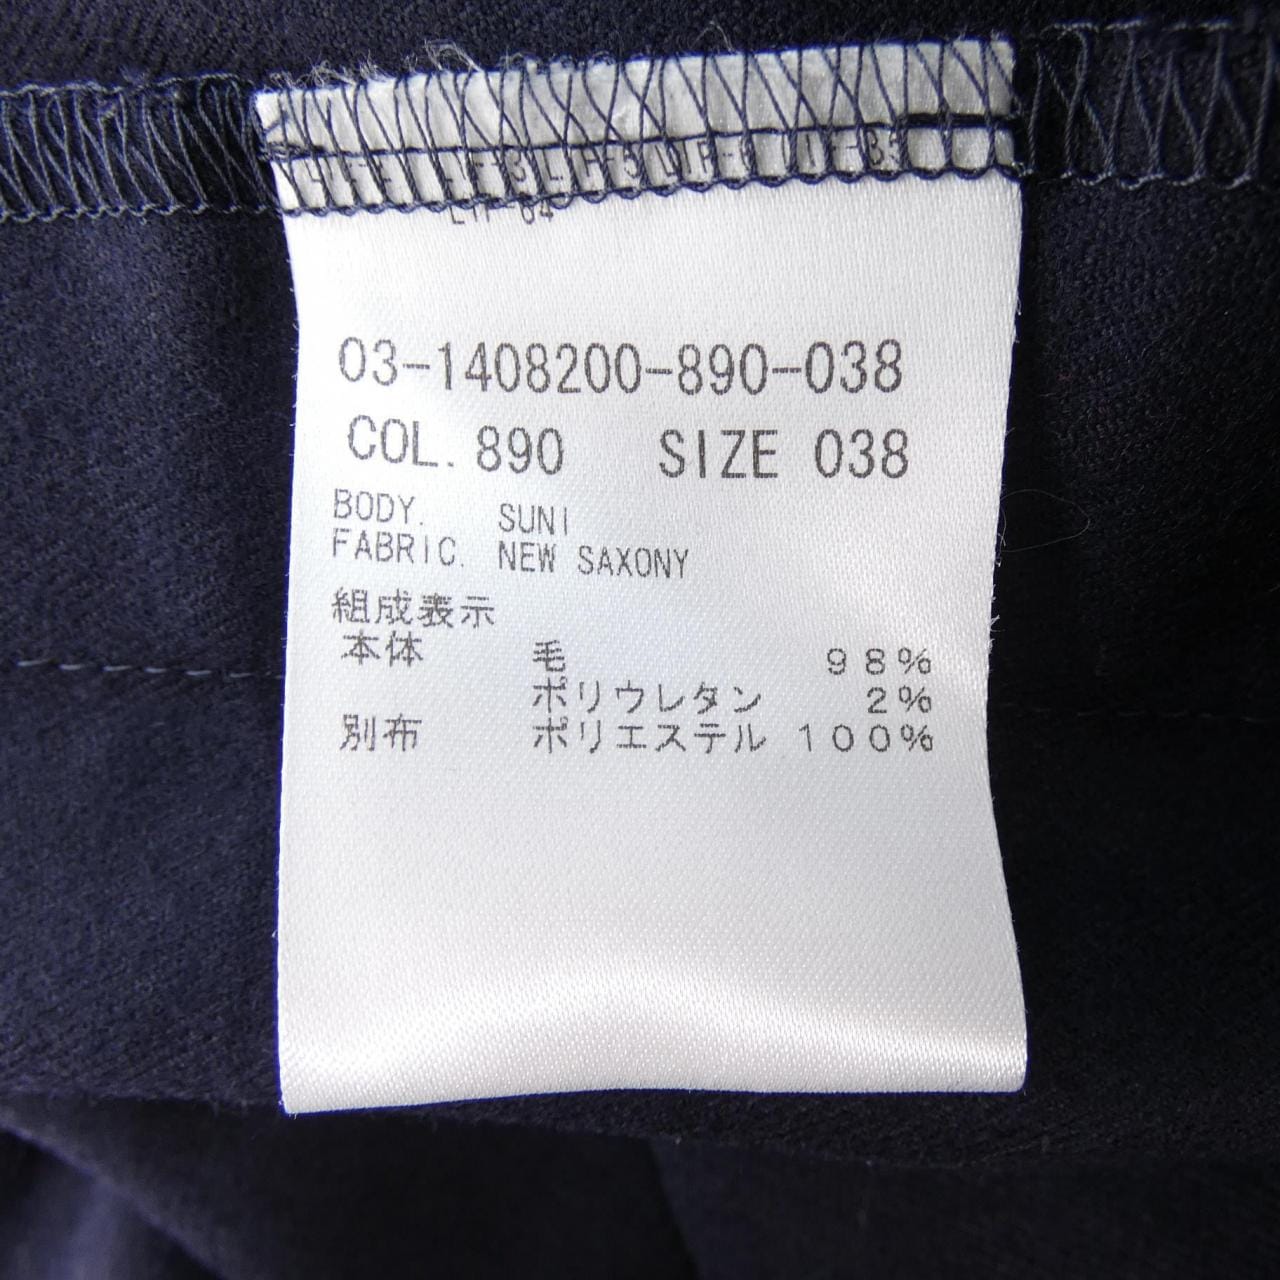 03-1408200-890-038
COL. 890 SIZE 038
BODY. SUNI
FABRIC. NEW SAXONY
組成表示
本体 毛 98%
ポリウレタン 2%
別布 ポリエステル 100%